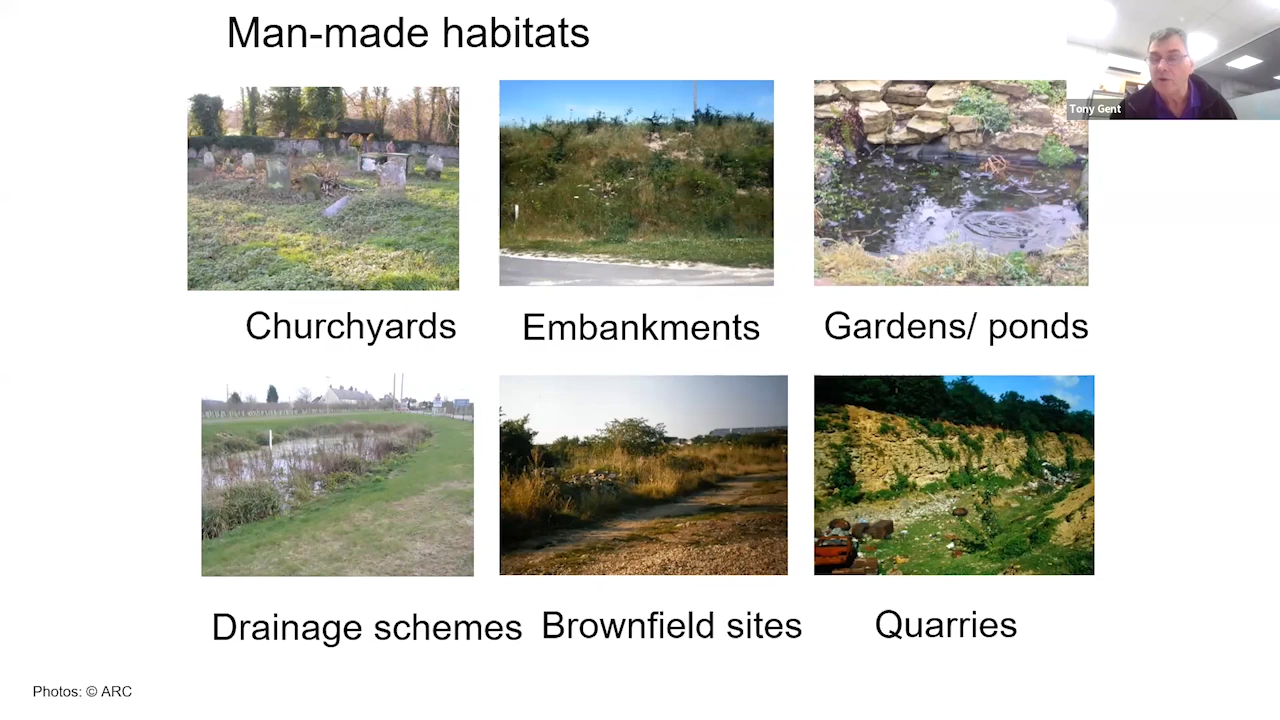 Man-made habitats
Tony Gent
Churchyards
Embankments
Gardens/ ponds
Drainage schemes
Brownfield sites
Quarries
Photos: © ARC